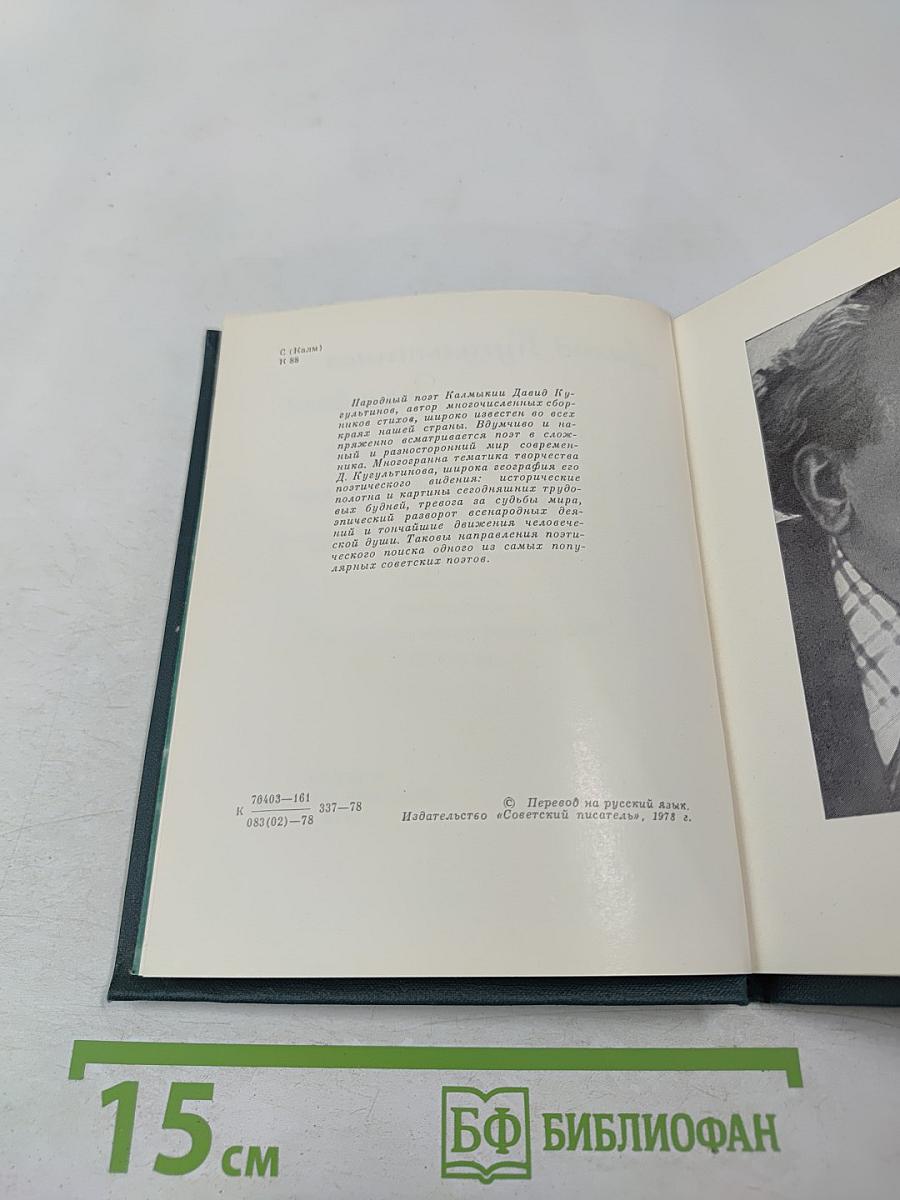 С (Калм)
К 88
Народный поэт Калмыкии Давид Ку-
гультинов, автор многочисленных сбор-
ников стихов, широко известен во всех
краях нашей страны. Вдумчиво и на-
пряженно всматривается поэт в слож-
ный и разносторонний мир современ-
ника. Многогранна тематика творчества
Д. Кугультинова, широка география его
поэтического видения: исторические
полотна и картины сегодняшних трудо-
вых будней, тревога за судьбы мира,
эпический разворот всенародных дея-
ний и тончайшие движения человече-
ской души. Таковы направления поэти-
ческого поиска одного из самых попу-
лярных советских поэтов.
К 70403—161 337—78
083(02)—78
© Перевод на русский язык.
Издательство «Советский писатель», 1978 г.
15 см
БФ БИБЛИОФАН